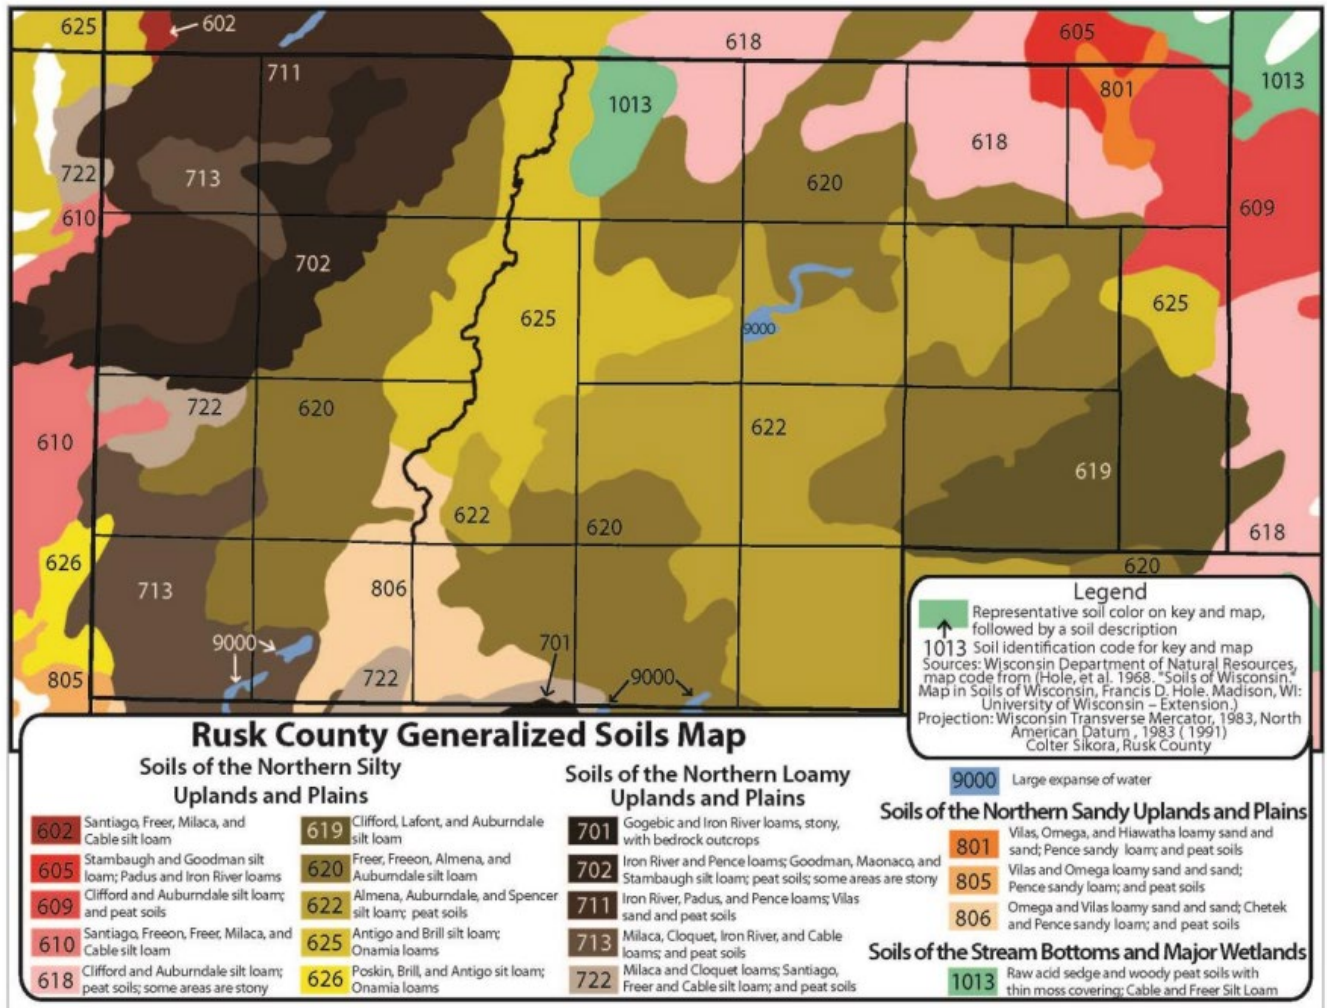 625
602
711
618
605
801
1013
1013
618
722
713
620
610
609
702
625
625
9000
722
620
622
610
619
622
620
618
626
620
713
806
9000
701
722
9000
805
Legend
Representative soil color on key and map,
followed by a soil description
1013 Soil identification code for key and map
Sources: Wisconsin Department of Natural Resources,
map code from (Hole, et al. 1968. "Soils of Wisconsin."
Map in Soils of Wisconsin, Francis D. Hole. Madison, WI:
University of Wisconsin – Extension.)
Projection: Wisconsin Transverse Mercator, 1983, North
American Datum , 1983 ( 1991)
Colter Sikora, Rusk County
Rusk County Generalized Soils Map
Soils of the Northern Silty
Uplands and Plains
602 Santiago, Freer, Milaca, and
Cable silt loam
605 Stambaugh and Goodman silt
loam; Padus and Iron River loams
609 Clifford and Auburndale silt loam;
and peat soils
610 Santiago, Freeon, Freer, Milaca, and
Cable silt loam
618 Clifford and Auburndale silt loam;
peat soils; some areas are stony
619 Clifford, Lafont, and Auburndale
silt loam
620 Freer, Freeon, Almena, and
Auburndale silt loam
622 Almena, Auburndale, and Spencer
silt loam; peat soils
625 Antigo and Brill silt loam;
Onamia loams
626 Poskin, Brill, and Antigo sit loam;
Onamia loams
Soils of the Northern Loamy
Uplands and Plains
701 Gogebic and Iron River loams, stony,
with bedrock outcrops
702 Iron River and Pence loams; Goodman, Maonaco, and
Stambaugh silt loam; peat soils; some areas are stony
711 Iron River, Padus, and Pence loams; Vilas
sand and peat soils
713 Milaca, Cloquet, Iron River, and Cable
loams; and peat soils
722 Milaca and Cloquet loams; Santiago,
Freer and Cable silt loam; and peat soils
9000 Large expanse of water
Soils of the Northern Sandy Uplands and Plains
801 Vilas, Omega, and Hiawatha loamy sand and
sand; Pence sandy loam; and peat soils
805 Vilas and Omega loamy sand and sand;
Pence sandy loam; and peat soils
806 Omega and Vilas loamy sand and sand; Chetek
and Pence sandy loam; and peat soils
Soils of the Stream Bottoms and Major Wetlands
1013 Raw acid sedge and woody peat soils with
thin moss covering; Cable and Freer Silt Loam